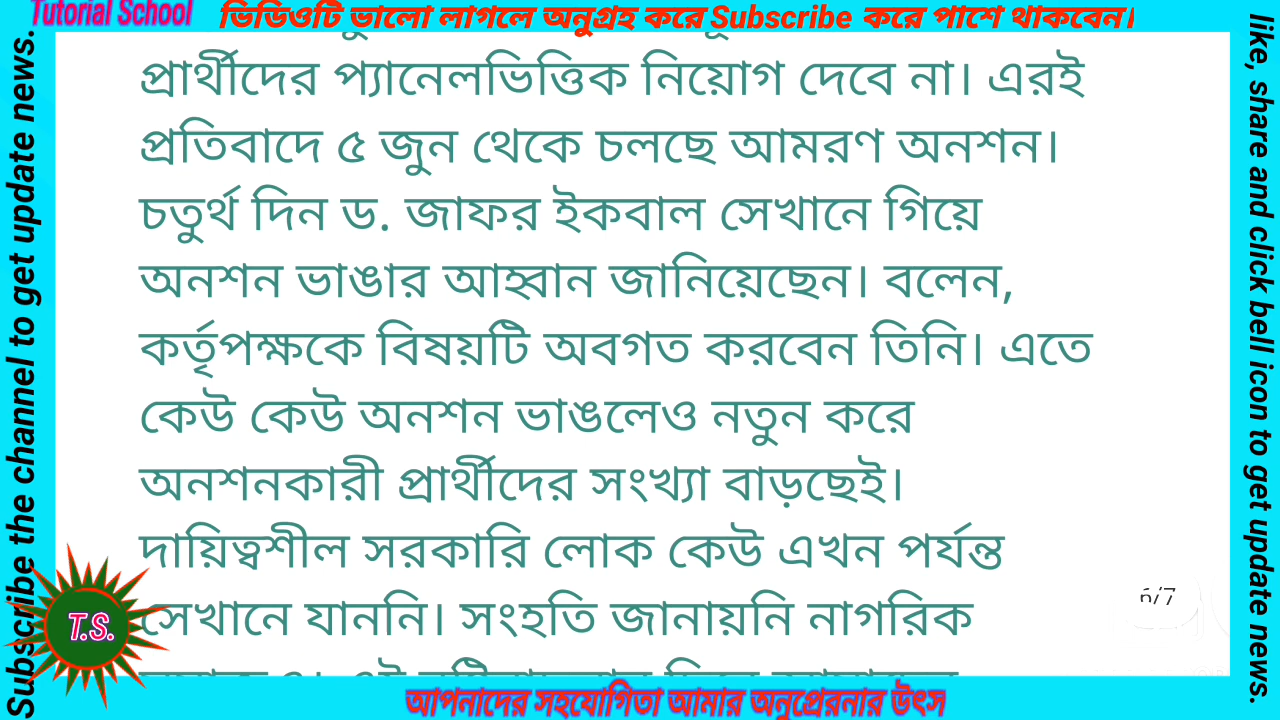 Tutorial School
ভিডিওটি ভালো লাগলে অনুগ্রহ করে Subscribe করে পাশে থাকবেন।
Subscribe the channel to get update news.
প্রার্থীদের প্যানেলভিত্তিক নিয়োগ দেবে না। এরই
প্রতিবাদে ৫ জুন থেকে চলছে আমরণ অনশন।
চতুর্থ দিন ড. জাফর ইকবাল সেখানে গিয়ে
অনশন ভাঙার আহ্বান জানিয়েছেন। বলেন,
কর্তৃপক্ষকে বিষয়টি অবগত করবেন তিনি। এতে
কেউ কেউ অনশন ভাঙলেও নতুন করে
অনশনকারী প্রার্থীদের সংখ্যা বাড়ছেই।
দায়িত্বশীল সরকারি লোক কেউ এখন পর্যন্ত
সেখানে যাননি। সংহতি জানায়নি নাগরিক
6/7
T.S.
like, share and click bell icon to get update news.
আপনাদের সহযোগিতা আমার অনুপ্রেরনার উৎস